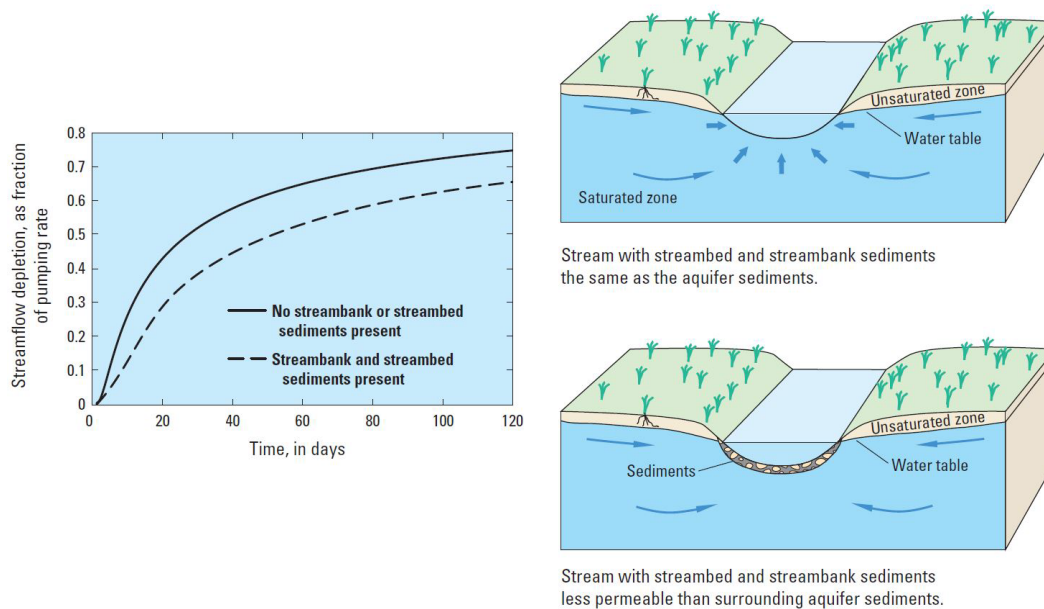 Streamflow depletion, as fraction
of pumping rate
0.8
0.7
0.6
0.5
0.4
0.3
0.2
0.1
0
0
20
40
60
80
100
120
Time, in days
No streambank or streambed
sediments present
Streambank and streambed
sediments present
Unsaturated zone
Water table
Saturated zone
Stream with streambed and streambank sediments
the same as the aquifer sediments.
Unsaturated zone
Sediments
Water table
Stream with streambed and streambank sediments
less permeable than surrounding aquifer sediments.